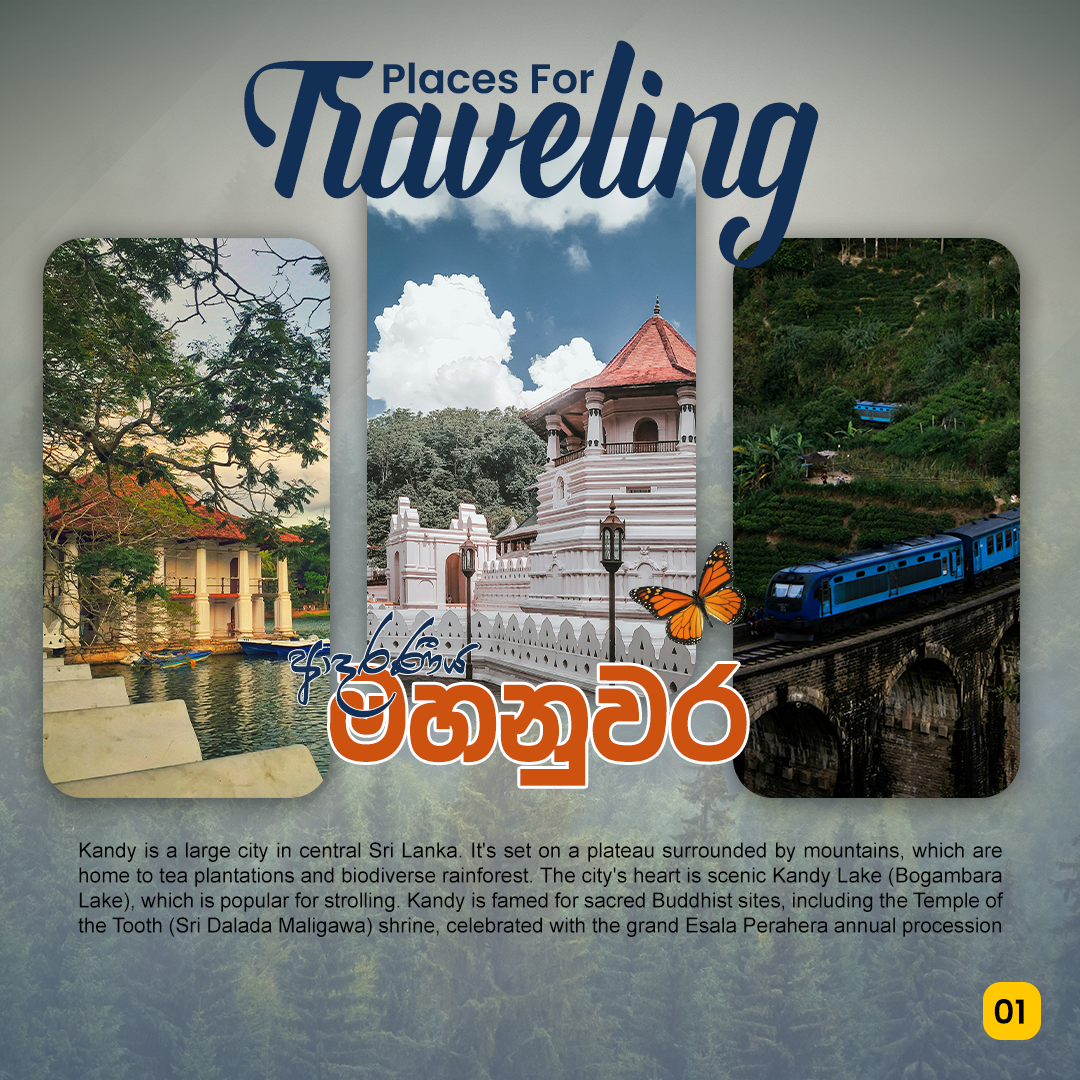 Places For
Traveling
ආදරණීය
මහනුවර
Kandy is a large city in central Sri Lanka. It's set on a plateau surrounded by mountains, which are
home to tea plantations and biodiverse rainforest. The city's heart is scenic Kandy Lake (Bogambara
Lake), which is popular for strolling. Kandy is famed for sacred Buddhist sites, including the Temple of
the Tooth (Sri Dalada Maligawa) shrine, celebrated with the grand Esala Perahera annual procession
01